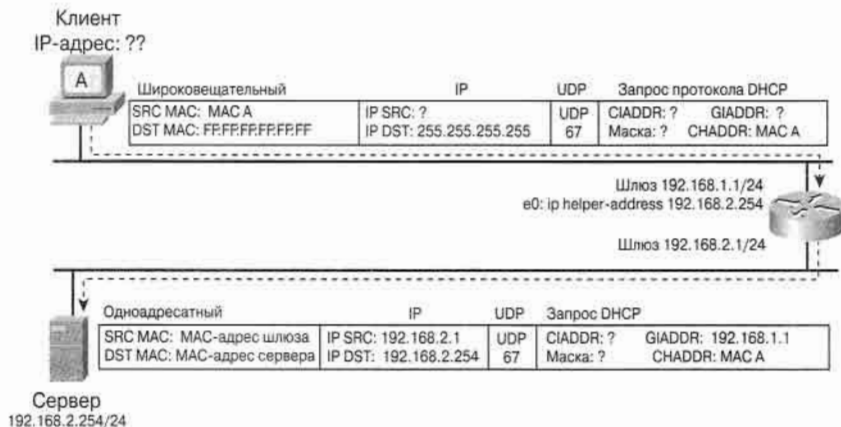 Клиент
IP-адрес: ??
A
Широковещательный IP UDP Запрос протокола DHCP
SRC MAC: MAC A IP SRC: ? UDP CIADDR: ? GIADDR: ?
DST MAC: FF.FF.FF.FF.FF.FF IP DST: 255.255.255.255 67 Маска: ? CHADDR: MAC A
Шлюз 192.168.1.1/24
e0: ip helper-address 192.168.2.254
Шлюз 192.168.2.1/24
Одноадресатный IP UDP Запрос DHCP
SRC MAC: MAC-адрес шлюза IP SRC: 192.168.2.1 UDP CIADDR: ? GIADDR: 192.168.1.1
DST MAC: MAC-адрес сервера IP DST: 192.168.2.254 67 Маска: ? CHADDR: MAC A
Сервер
192.168.2.254/24